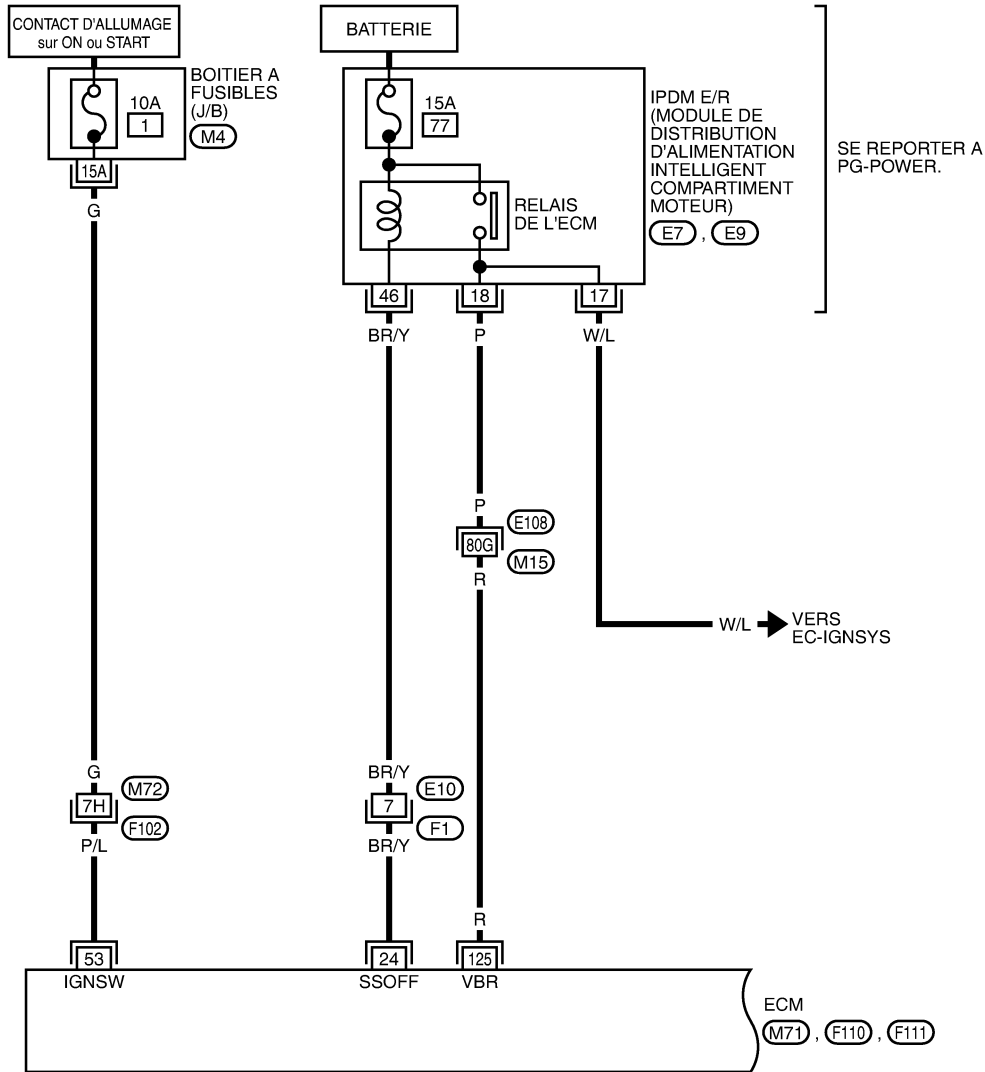 CONTACT D'ALLUMAGE
sur ON ou START
BATTERIE
BOITIER A
FUSIBLES
(J/B)
M4
10A
1
15A
15A
77
IPDM E/R
(MODULE DE
DISTRIBUTION
D'ALIMENTATION
INTELLIGENT
COMPARTIMENT
MOTEUR)
E7 , E9
SE REPORTER A
PG-POWER.
RELAIS
DE L'ECM
G
46
18
17
BR/Y
P
W/L
P
E108
80G
M15
R
W/L
VERS
EC-IGNSYS
G
M72
7H
F102
P/L
BR/Y
E10
7
F1
BR/Y
R
53
24
125
IGNSW
SSOFF
VBR
ECM
M71 , F110 , F111